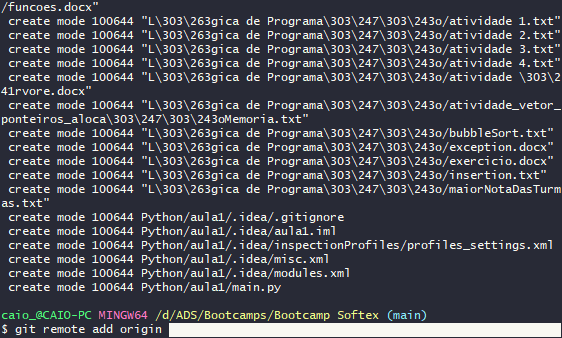 /funcoes.docx"
create mode 100644 "L\303\263gica de Programa\303\247\303\243o/atividade 1.txt"
create mode 100644 "L\303\263gica de Programa\303\247\303\243o/atividade 2.txt"
create mode 100644 "L\303\263gica de Programa\303\247\303\243o/atividade 3.txt"
create mode 100644 "L\303\263gica de Programa\303\247\303\243o/atividade 4.txt"
create mode 100644 "L\303\263gica de Programa\303\247\303\243o/atividade \303\2
41rvore.docx"
create mode 100644 "L\303\263gica de Programa\303\247\303\243o/atividade_vetor_
ponteiros_aloca\303\247\303\243oMemoria.txt"
create mode 100644 "L\303\263gica de Programa\303\247\303\243o/bubbleSort.txt"
create mode 100644 "L\303\263gica de Programa\303\247\303\243o/exception.docx"
create mode 100644 "L\303\263gica de Programa\303\247\303\243o/exercicio.docx"
create mode 100644 "L\303\263gica de Programa\303\247\303\243o/insertion.txt"
create mode 100644 "L\303\263gica de Programa\303\247\303\243o/maiorNotaDasTurm
as.txt"
create mode 100644 Python/aula1/.idea/.gitignore
create mode 100644 Python/aula1/.idea/aula1.iml
create mode 100644 Python/aula1/.idea/inspectionProfiles/profiles_settings.xml
create mode 100644 Python/aula1/.idea/misc.xml
create mode 100644 Python/aula1/.idea/modules.xml
create mode 100644 Python/aula1/main.py
caio_@CAIO-PC MINGW64 /d/ADS/Bootcamps/Bootcamp Softex (main)
$ git remote add origin